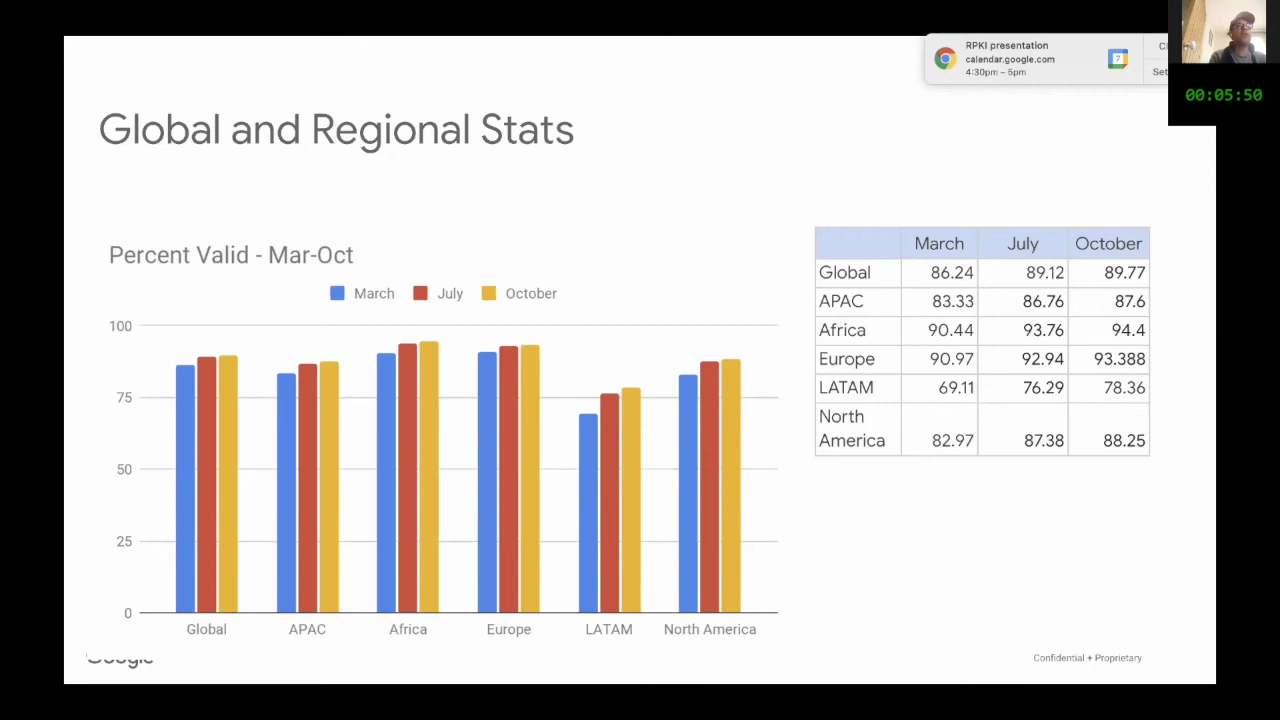 RPKI presentation
calendar.google.com
4:30pm – 5pm
00:05:50
Global and Regional Stats
Percent Valid - Mar-Oct
March July October
100
75
50
25
0
Global APAC Africa Europe LATAM North America
March July October
Global 86.24 89.12 89.77
APAC 83.33 86.76 87.6
Africa 90.44 93.76 94.4
Europe 90.97 92.94 93.388
LATAM 69.11 76.29 78.36
North
America 82.97 87.38 88.25
Google
Confidential + Proprietary